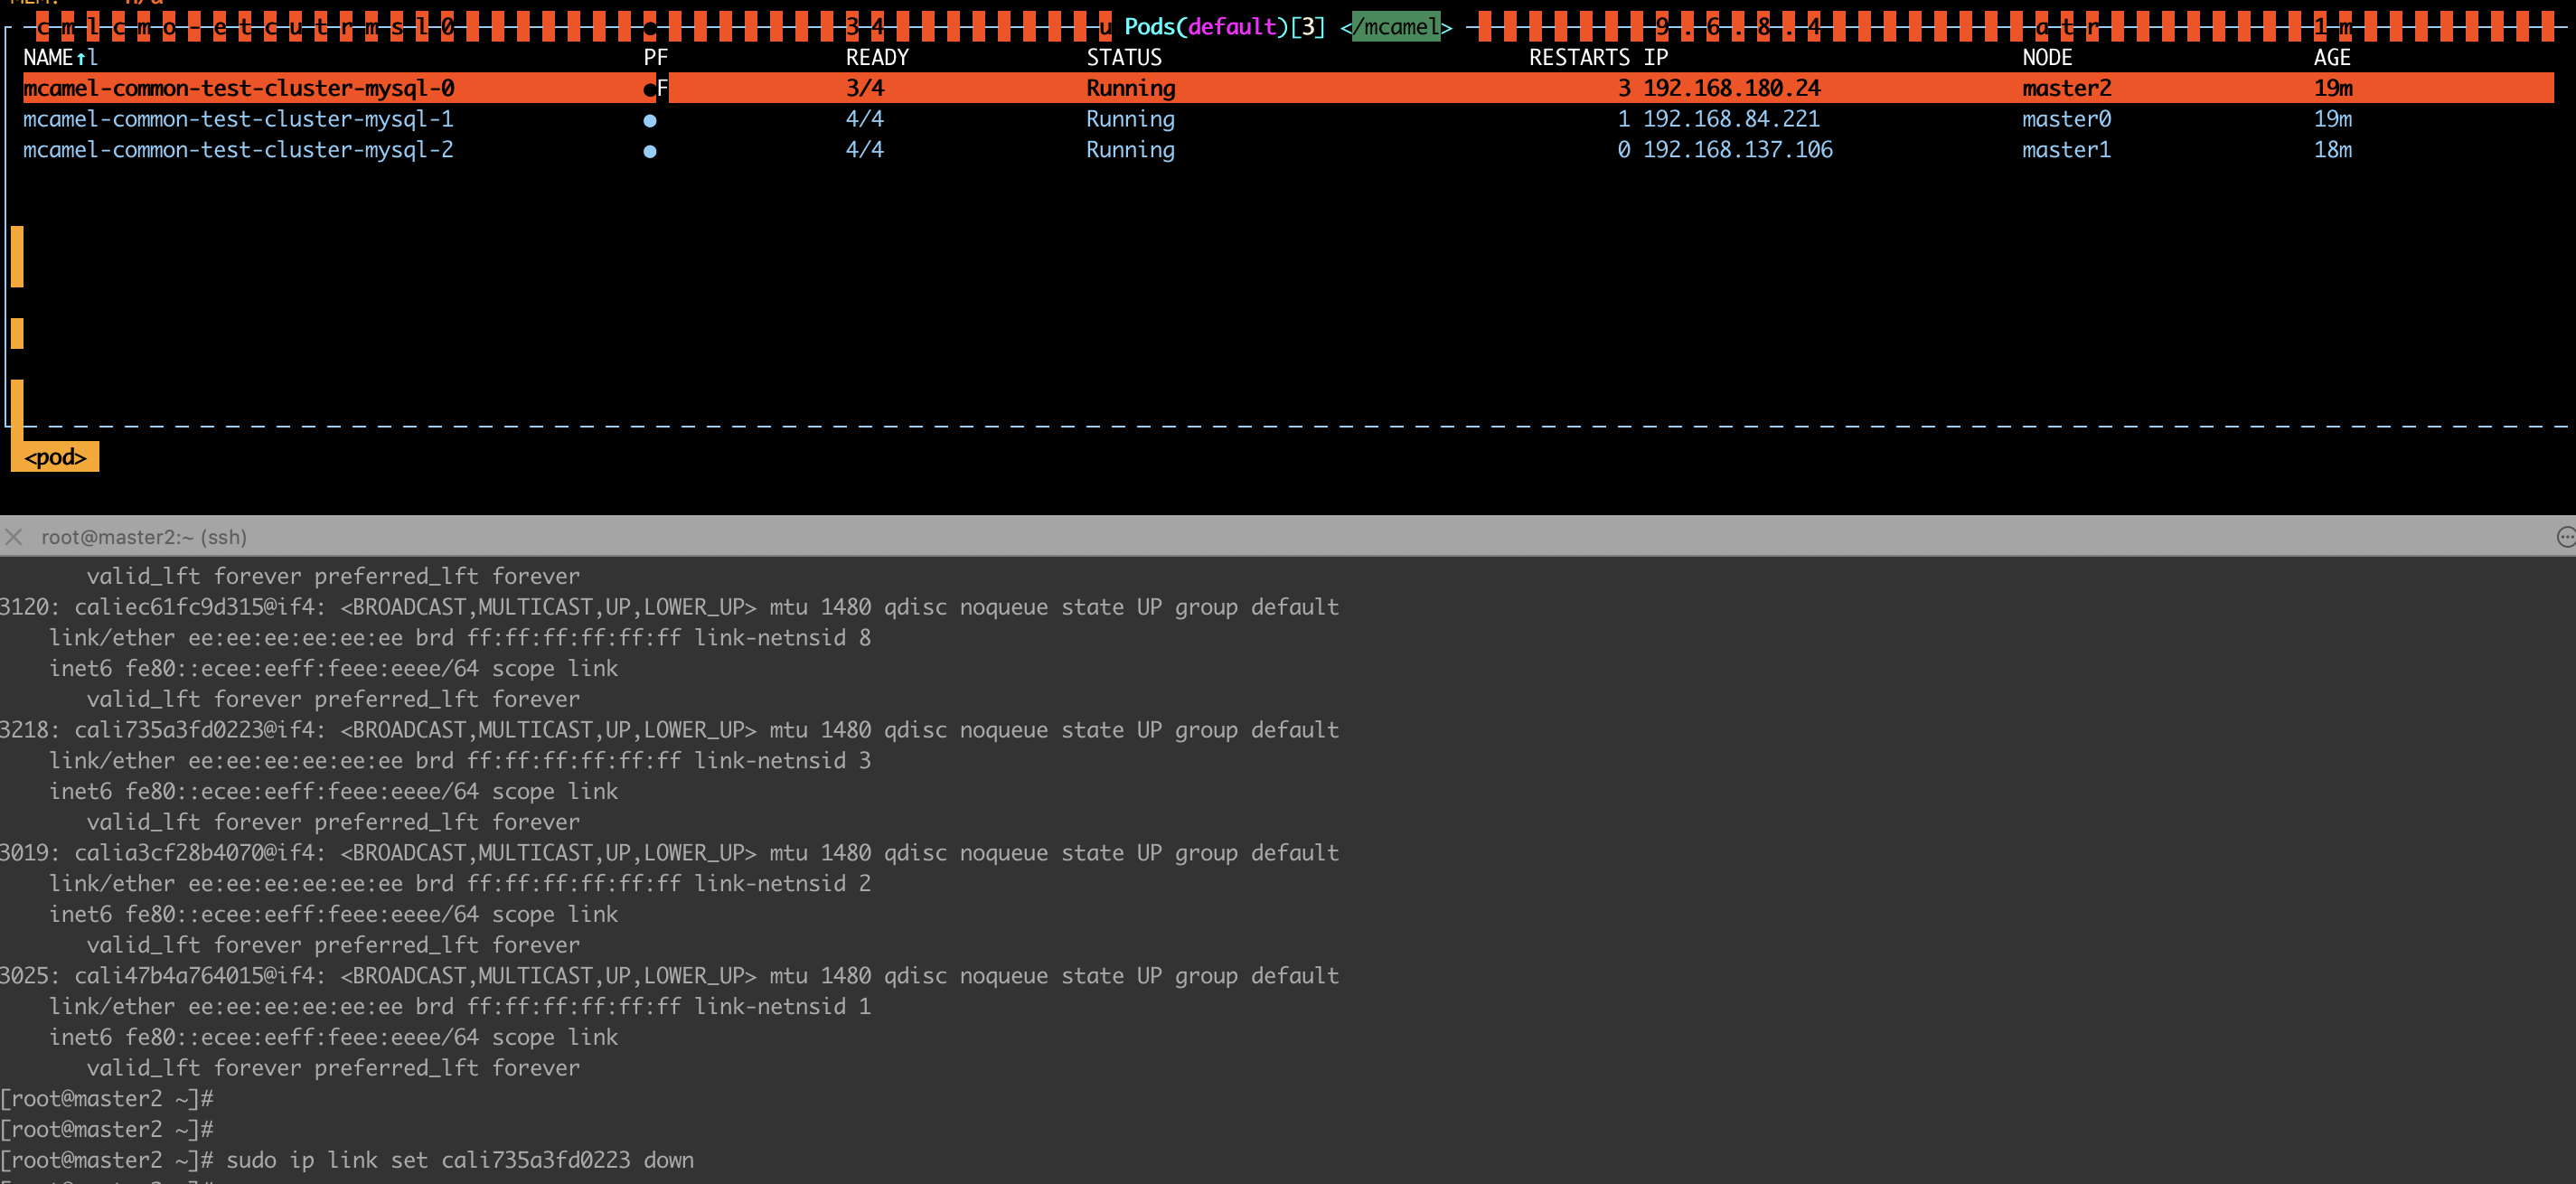 MEM: n/a
c m l c m o - e t c u t r m s l 0 ● 3 4 u Pods(default)[3] </mcamel> 9 . 6 . 8 . 4 a t r 1 m
NAME↑l PF READY STATUS RESTARTS IP NODE AGE
mcamel-common-test-cluster-mysql-0 ●F 3/4 Running 3 192.168.180.24 master2 19m
mcamel-common-test-cluster-mysql-1 ● 4/4 Running 1 192.168.84.221 master0 19m
mcamel-common-test-cluster-mysql-2 ● 4/4 Running 0 192.168.137.106 master1 18m
<pod>
root@master2:~ (ssh)
valid_lft forever preferred_lft forever
3120: caliec61fc9d315@if4: <BROADCAST,MULTICAST,UP,LOWER_UP> mtu 1480 qdisc noqueue state UP group default
link/ether ee:ee:ee:ee:ee:ee brd ff:ff:ff:ff:ff:ff link-netnsid 8
inet6 fe80::ecee:eeff:feee:eeee/64 scope link
valid_lft forever preferred_lft forever
3218: cali735a3fd0223@if4: <BROADCAST,MULTICAST,UP,LOWER_UP> mtu 1480 qdisc noqueue state UP group default
link/ether ee:ee:ee:ee:ee:ee brd ff:ff:ff:ff:ff:ff link-netnsid 3
inet6 fe80::ecee:eeff:feee:eeee/64 scope link
valid_lft forever preferred_lft forever
3019: calia3cf28b4070@if4: <BROADCAST,MULTICAST,UP,LOWER_UP> mtu 1480 qdisc noqueue state UP group default
link/ether ee:ee:ee:ee:ee:ee brd ff:ff:ff:ff:ff:ff link-netnsid 2
inet6 fe80::ecee:eeff:feee:eeee/64 scope link
valid_lft forever preferred_lft forever
3025: cali47b4a764015@if4: <BROADCAST,MULTICAST,UP,LOWER_UP> mtu 1480 qdisc noqueue state UP group default
link/ether ee:ee:ee:ee:ee:ee brd ff:ff:ff:ff:ff:ff link-netnsid 1
inet6 fe80::ecee:eeff:feee:eeee/64 scope link
valid_lft forever preferred_lft forever
[root@master2 ~]#
[root@master2 ~]#
[root@master2 ~]# sudo ip link set cali735a3fd0223 down